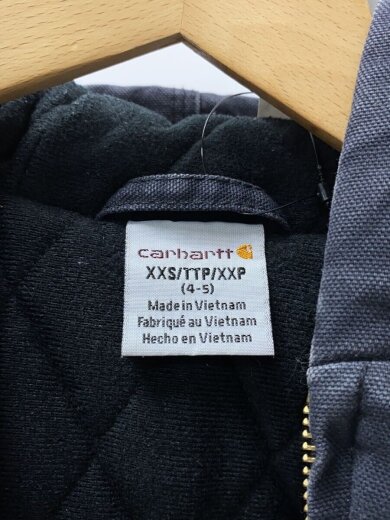 carhartt
XXS/TTP/XXP
(4-5)
Made in Vietnam
Fabriqué au Vietnam
Hecho en Vietnam